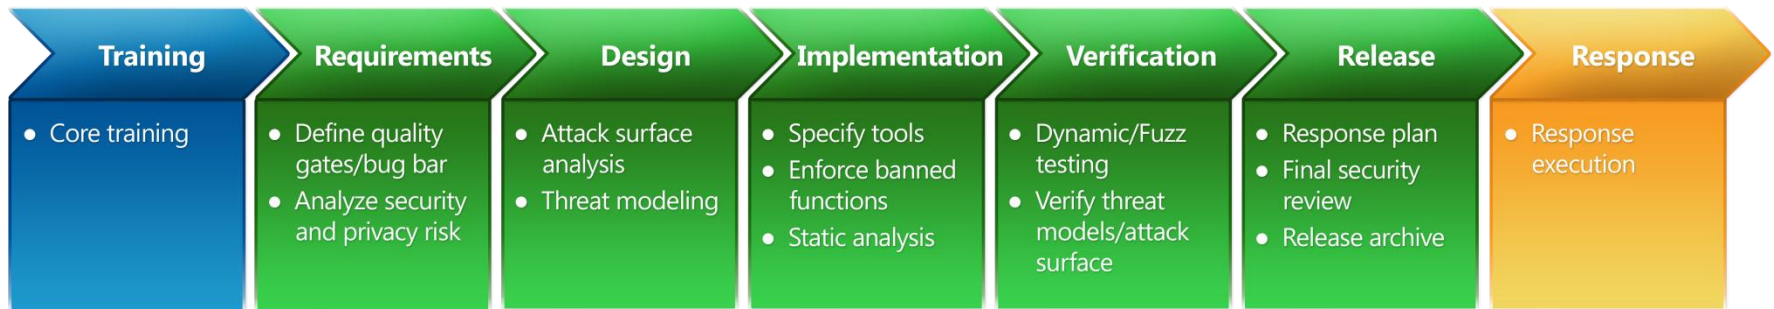 Training
Requirements
Design
Implementation
Verification
Release
Response
● Core training
● Define quality
gates/bug bar
● Analyze security
and privacy risk
● Attack surface
analysis
● Threat modeling
● Specify tools
● Enforce banned
functions
● Static analysis
● Dynamic/Fuzz
testing
● Verify threat
models/attack
surface
● Response plan
● Final security
review
● Release archive
● Response
execution